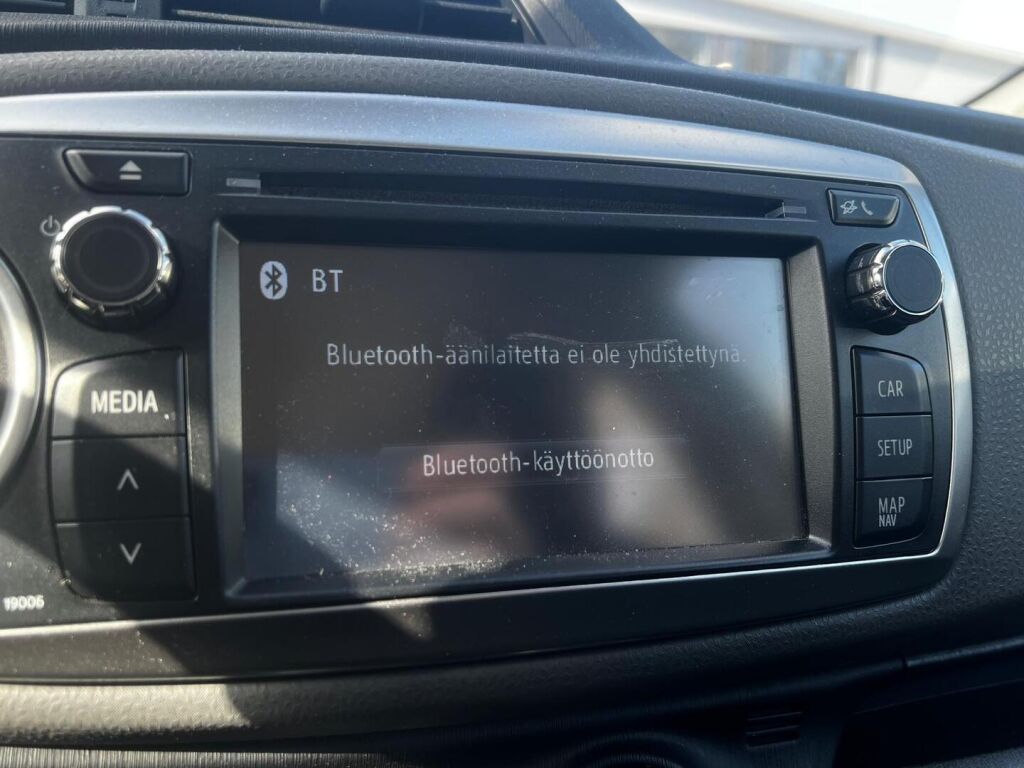 BT
Bluetooth-äänilaitetta ei ole yhdistettynä.
Bluetooth-käyttöönotto
MEDIA
CAR
SETUP
MAP
NAV
19006